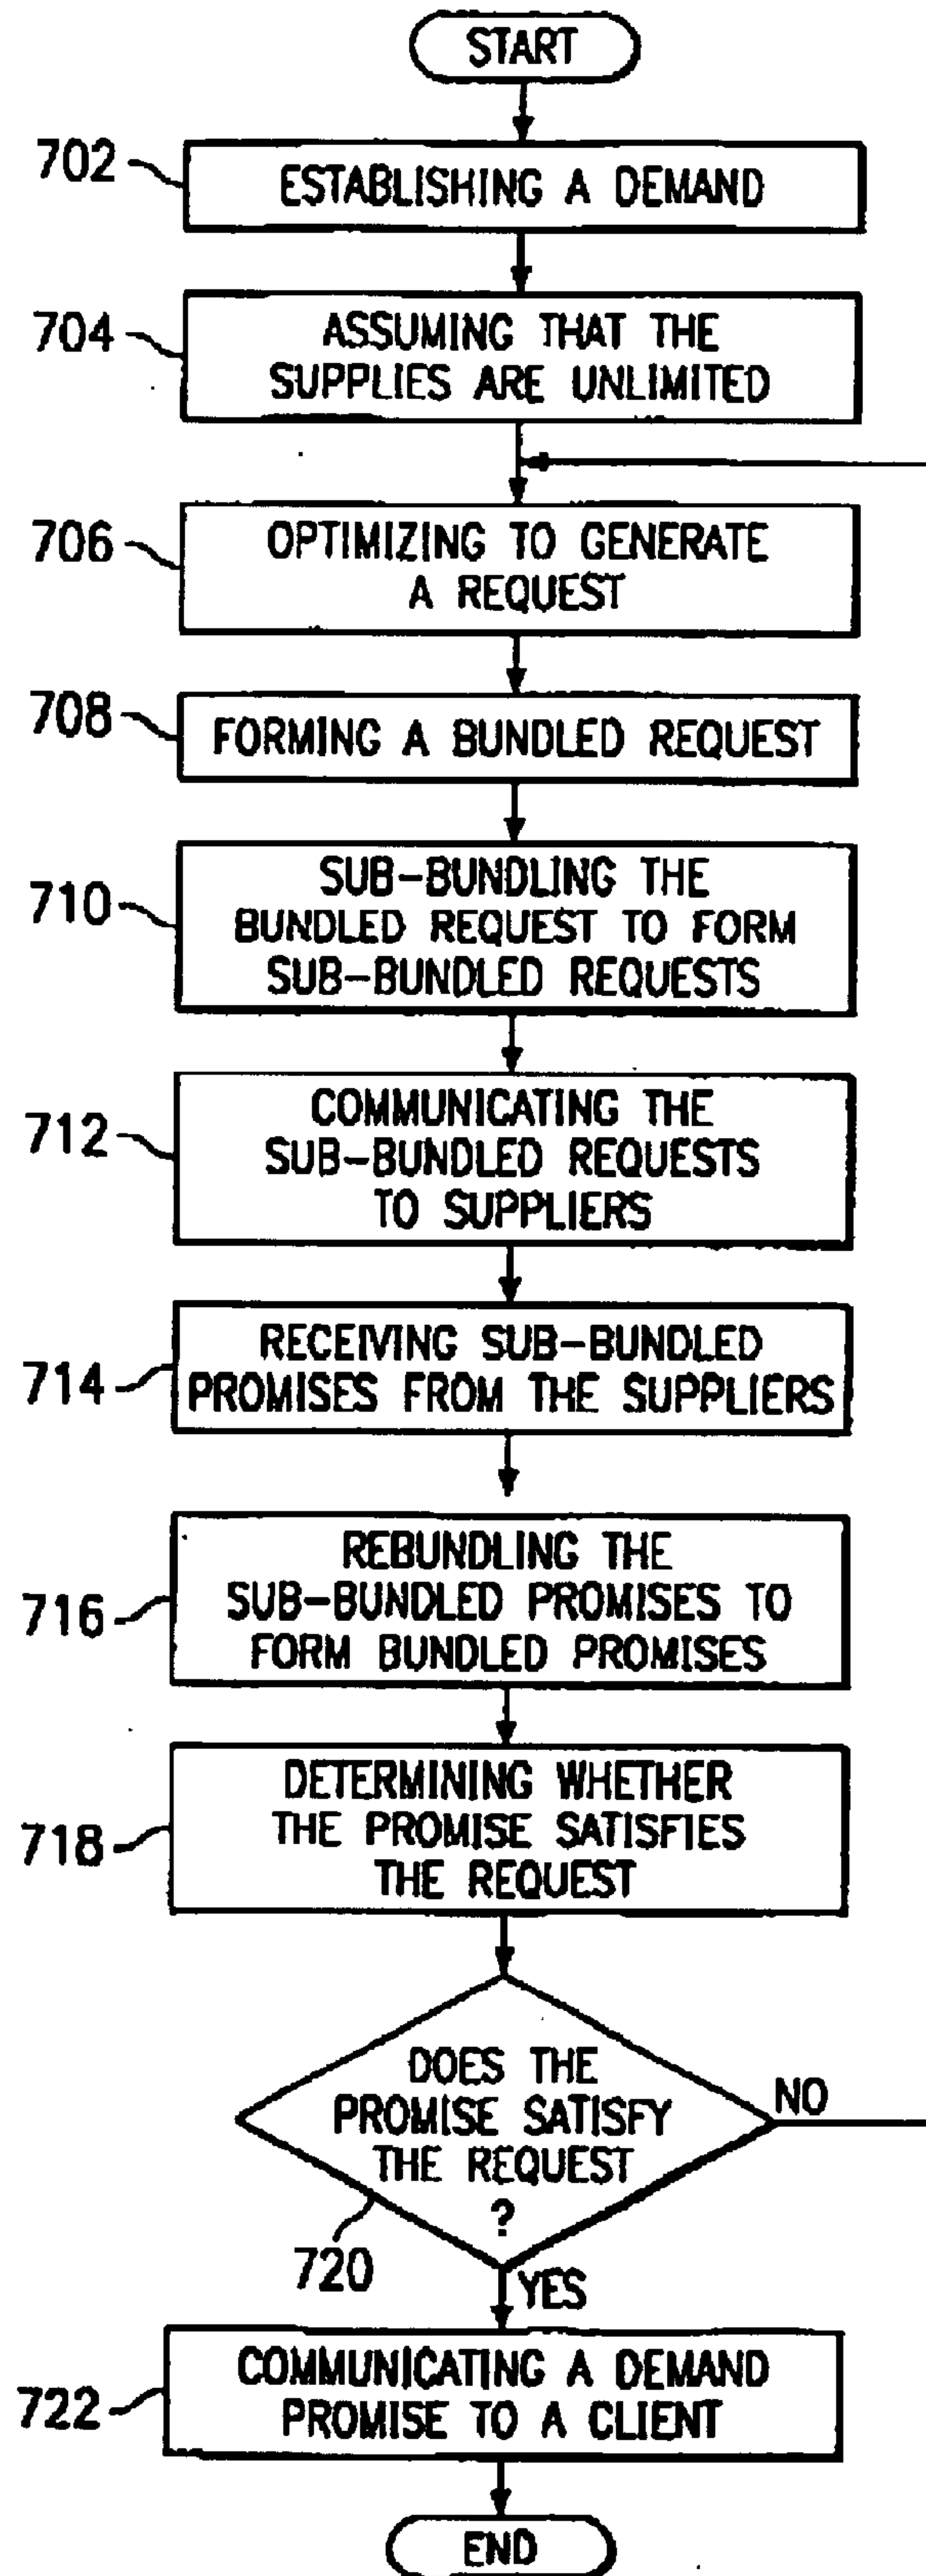 START
702
ESTABLISHING A DEMAND
704
ASSUMING THAT THE
SUPPLIES ARE UNLIMITED
706
OPTIMIZING TO GENERATE
A REQUEST
708
FORMING A BUNDLED REQUEST
710
SUB-BUNDLING THE
BUNDLED REQUEST TO FORM
SUB-BUNDLED REQUESTS
712
COMMUNICATING THE
SUB-BUNDLED REQUESTS
TO SUPPLIERS
714
RECEIVING SUB-BUNDLED
PROMISES FROM THE SUPPLIERS
716
REBUNDLING THE
SUB-BUNDLED PROMISES TO
FORM BUNDLED PROMISES
718
DETERMINING WHETHER
THE PROMISE SATISFIES
THE REQUEST
DOES THE
PROMISE SATISFY
THE REQUEST
?
NO
720
YES
722
COMMUNICATING A DEMAND
PROMISE TO A CLIENT
END